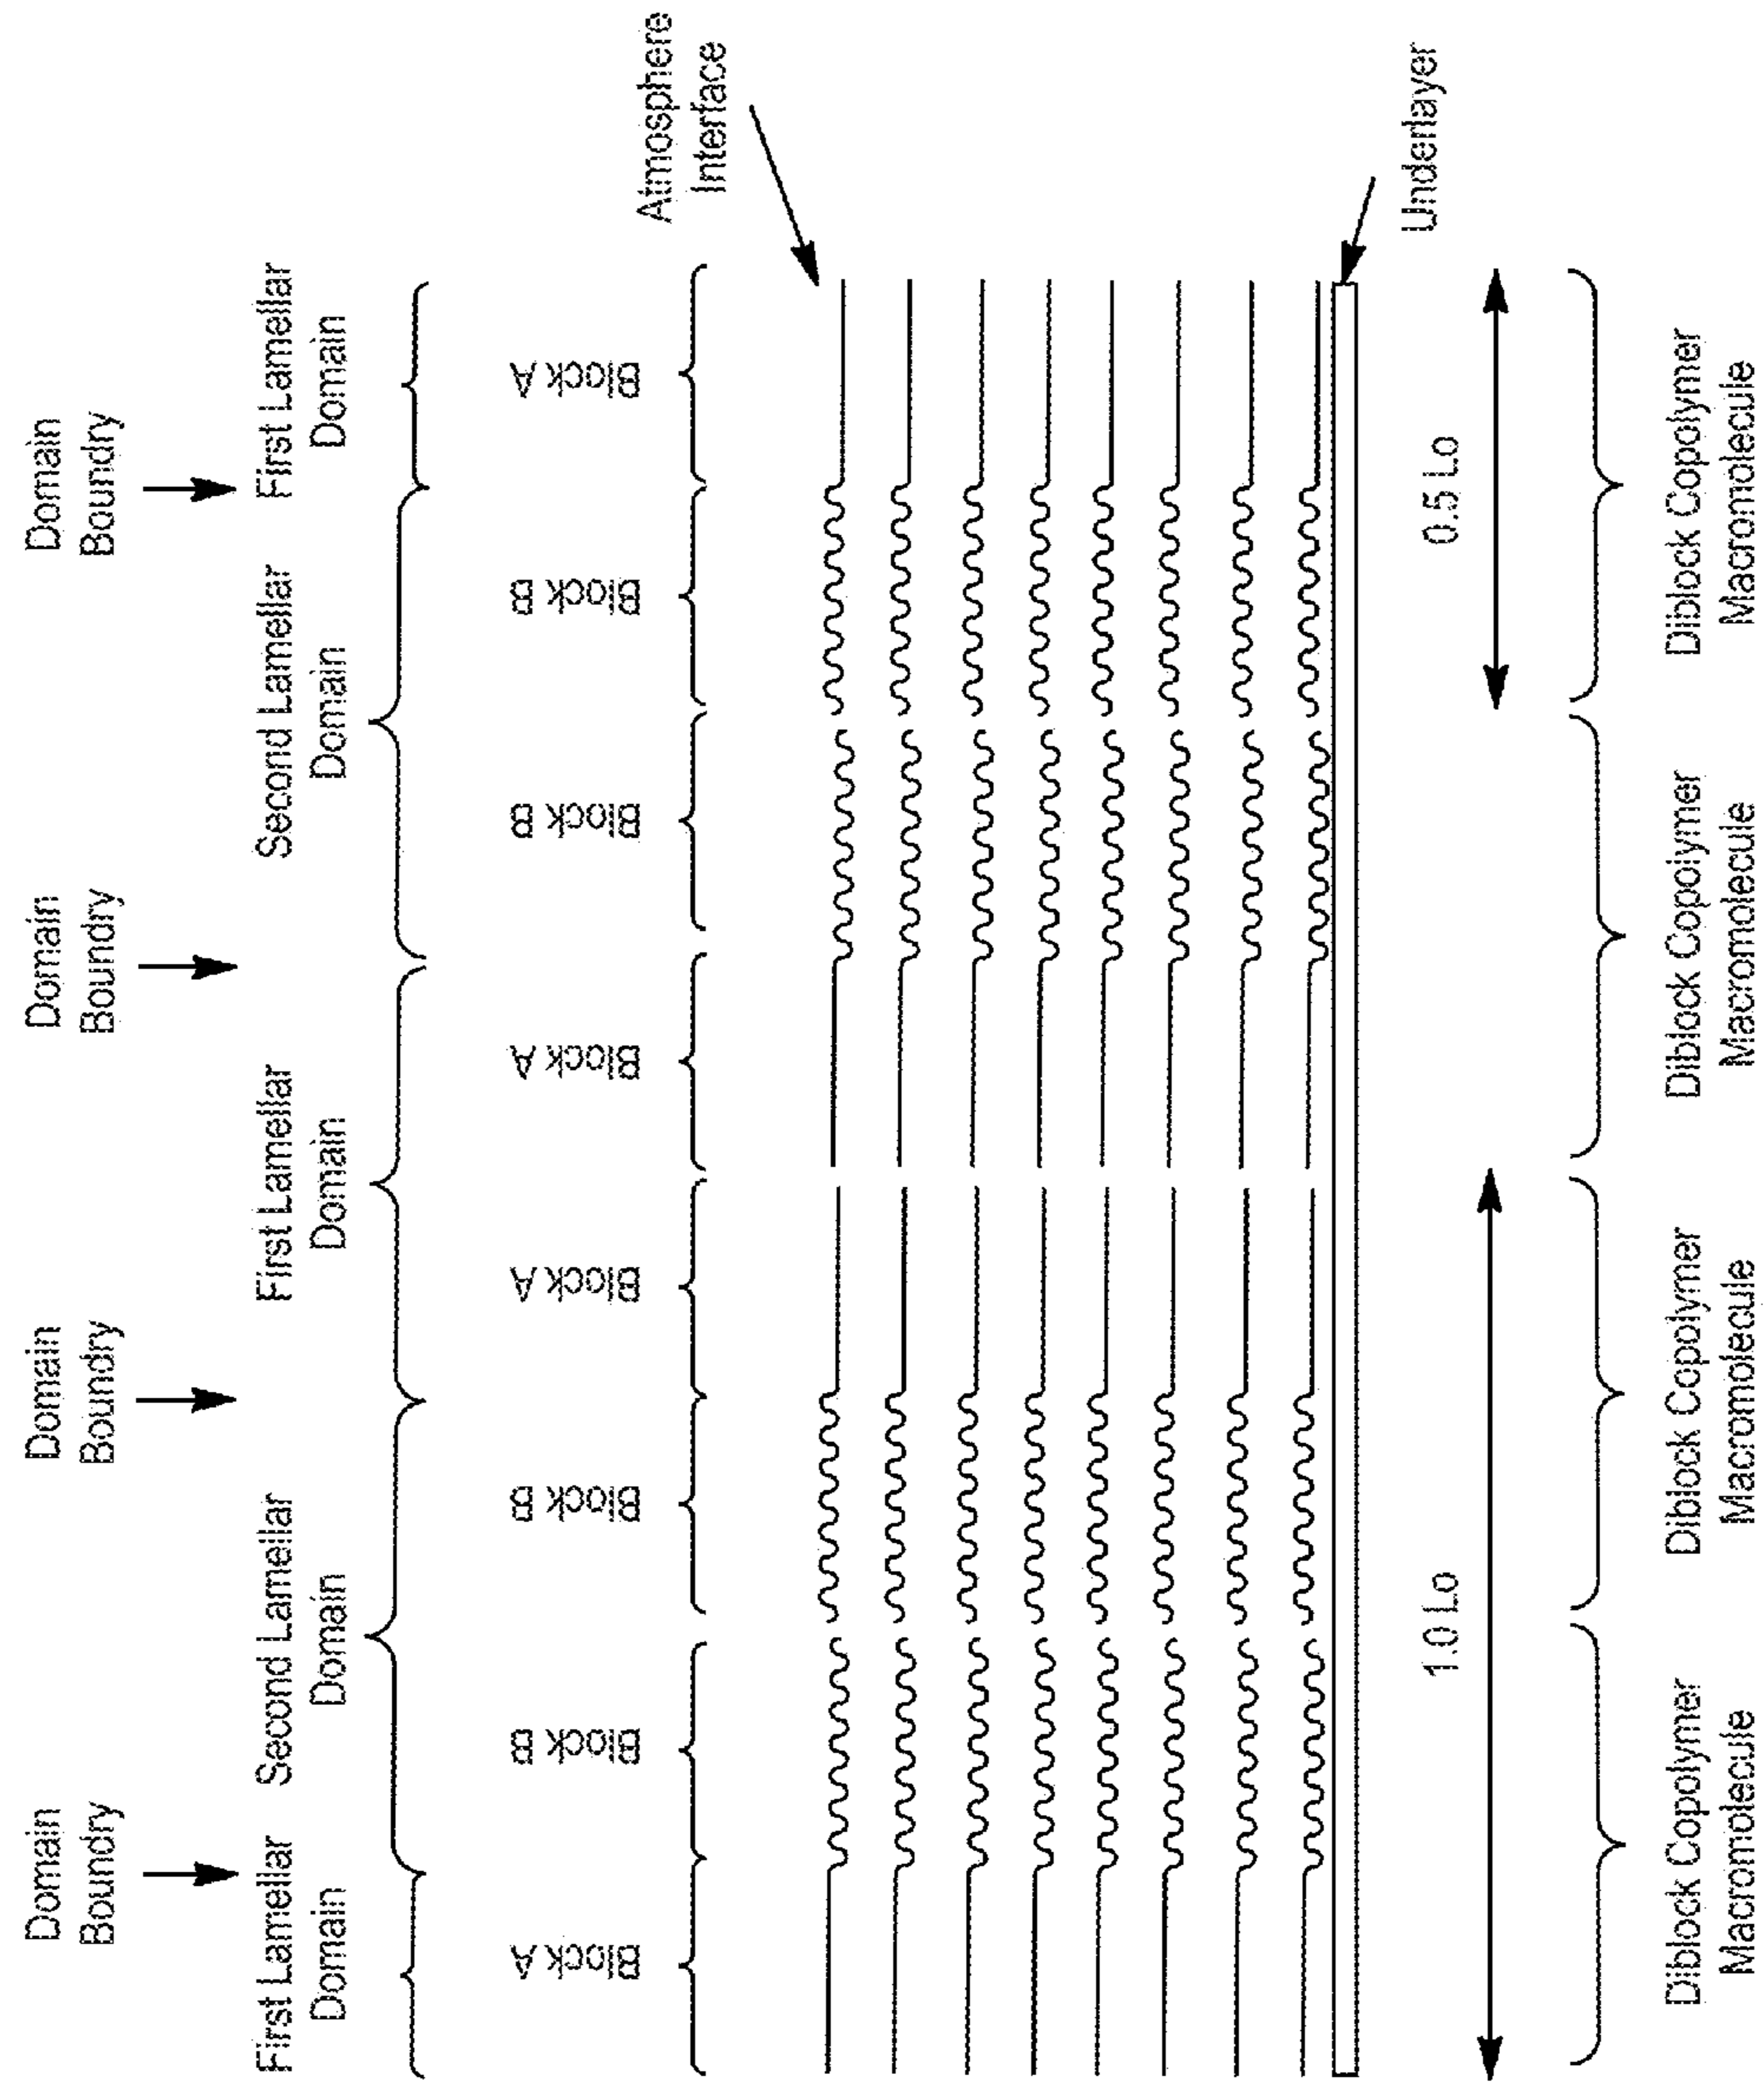 Domain
Boundry
Domain
Boundry
Domain
Boundry
Domain
Boundry
First Lamellar
Domain
Second Lamellar
Domain
First Lamellar
Domain
Second Lamellar
Domain
First Lamellar
Domain
Block A
Block B
Block B
Block A
Block A
Block B
Block B
Block A
Atmosphere
Interface
Underlayer
1.0 Lo
0.5 Lo
Diblock Copolymer
Macromolecule
Diblock Copolymer
Macromolecule
Diblock Copolymer
Macromolecule
Diblock Copolymer
Macromolecule